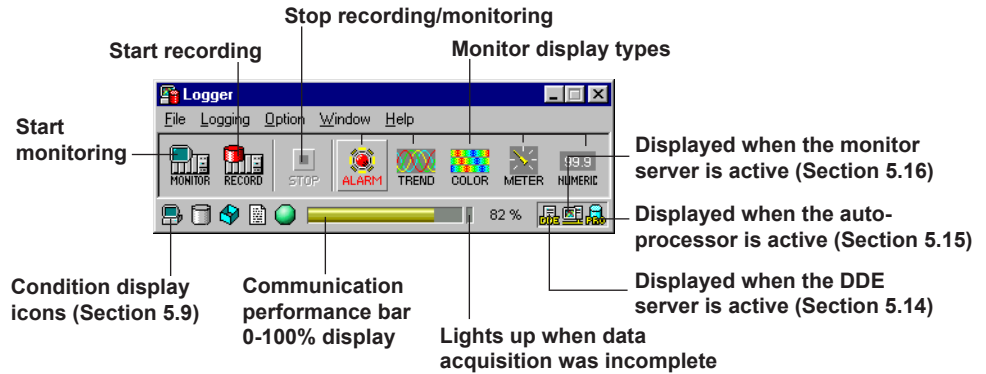 Stop recording/monitoring
Start recording
Monitor display types
Logger
File Logging Option Window Help
Start
monitoring
MONITOR RECORD STOP ALARM TREND COLOR METER NUMERIC
99.9
82 %
DDE PRO
Displayed when the monitor
server is active (Section 5.16)
Displayed when the auto-
processor is active (Section 5.15)
Displayed when the DDE
server is active (Section 5.14)
Condition display
icons (Section 5.9)
Communication
performance bar
0-100% display
Lights up when data
acquisition was incomplete